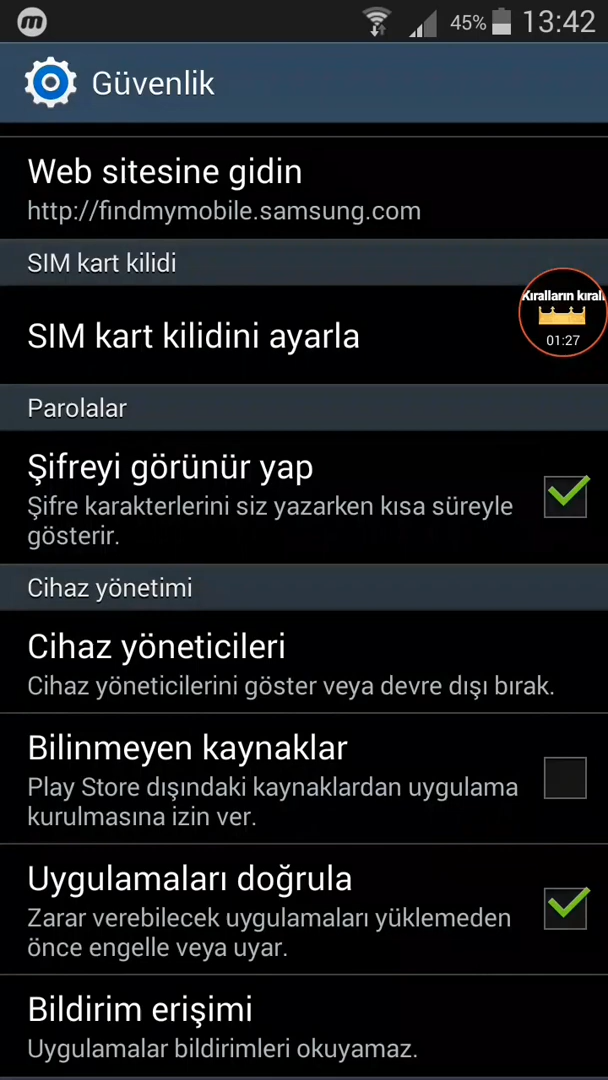 m
45%
13:42
Güvenlik
Web sitesine gidin
http://findmymobile.samsung.com
SIM kart kilidi
Kıralların kıralı
SIM kart kilidini ayarla
01:27
Parolalar
Şifreyi görünür yap
Şifre karakterlerini siz yazarken kısa süreyle
gösterir.
Cihaz yönetimi
Cihaz yöneticileri
Cihaz yöneticilerini göster veya devre dışı bırak.
Bilinmeyen kaynaklar
Play Store dışındaki kaynaklardan uygulama
kurulmasına izin ver.
Uygulamaları doğrula
Zarar verebilecek uygulamaları yüklemeden
önce engelle veya uyar.
Bildirim erişimi
Uygulamalar bildirimleri okuyamaz.